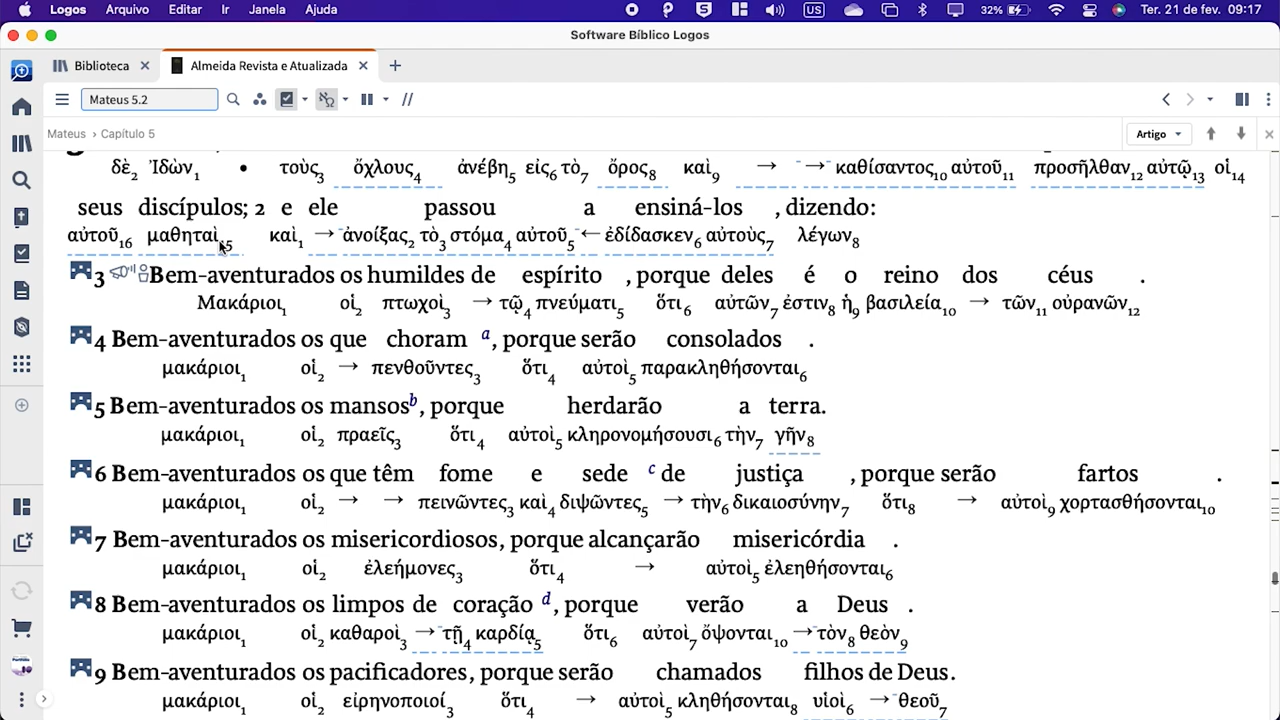 Logos Arquivo Editar Ir Janela Ajuda US 32% Ter. 21 de fev. 09:17
Software Bíblico Logos
Biblioteca Almeida Revista e Atualizada
Mateus 5.2
Mateus › Capítulo 5 Artigo
δὲ2 Ἰδὼν1 • τοὺς3 ὄχλους4 ἀνέβη5 εἰς6 τὸ7 ὄρος8 καὶ9 → → καθίσαντος10 αὐτοῦ11 προσῆλθαν12 αὐτῷ13 οἱ14
seus discípulos; 2 e ele passou a ensiná-los , dizendo:
αὐτοῦ16 μαθηταὶ15 καὶ1 → ἀνοίξας2 τὸ3 στόμα4 αὐτοῦ5 ← ἐδίδασκεν6 αὐτοὺς7 λέγων8
3 Bem-aventurados os humildes de espírito , porque deles é o reino dos céus .
Μακάριοι1 οἱ2 πτωχοὶ3 → τῷ4 πνεύματι5 ὅτι6 αὐτῶν7 ἐστιν8 ἡ9 βασιλεία10 → τῶν11 οὐρανῶν12
4 Bem-aventurados os que choram a, porque serão consolados .
μακάριοι1 οἱ2 → πενθοῦντες3 ὅτι4 αὐτοὶ5 παρακληθήσονται6
5 Bem-aventurados os mansosb, porque herdarão a terra.
μακάριοι1 οἱ2 πραεῖς3 ὅτι4 αὐτοὶ5 κληρονομήσουσι6 τὴν7 γῆν8
6 Bem-aventurados os que têm fome e sede c de justiça , porque serão fartos .
μακάριοι1 οἱ2 → → πεινῶντες3 καὶ4 διψῶντες5 → τὴν6 δικαιοσύνην7 ὅτι8 → αὐτοὶ9 χορτασθήσονται10
7 Bem-aventurados os misericordiosos, porque alcançarão misericórdia .
μακάριοι1 οἱ2 ἐλεήμονες3 ὅτι4 → αὐτοὶ5 ἐλεηθήσονται6
8 Bem-aventurados os limpos de coração d, porque verão a Deus .
μακάριοι1 οἱ2 καθαροὶ3 → τῇ4 καρδίᾳ5 ὅτι6 αὐτοὶ7 ὄψονται10 → τὸν8 θεὸν9
9 Bem-aventurados os pacificadores, porque serão chamados filhos de Deus.
μακάριοι1 οἱ2 εἰρηνοποιοί3 ὅτι4 → αὐτοὶ5 κληθήσονται8 υἱοὶ6 → θεοῦ7